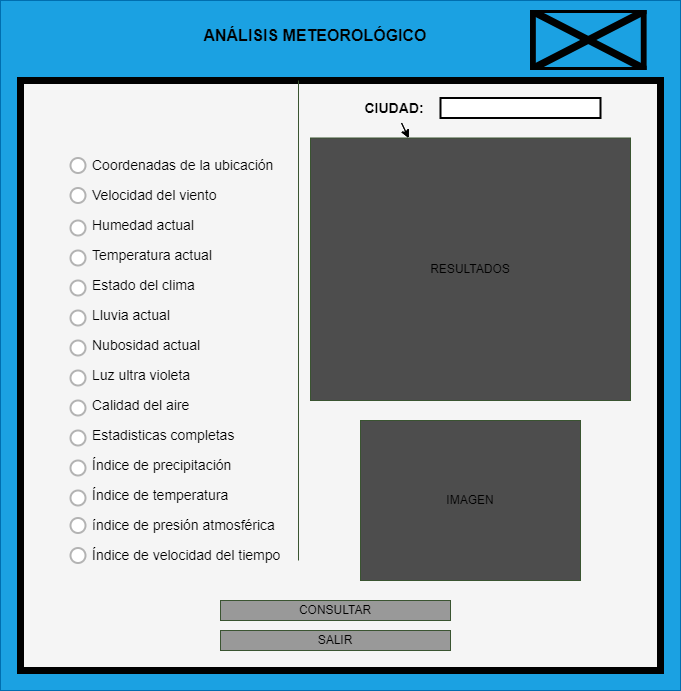 ANÁLISIS METEOROLÓGICO
CIUDAD:
Coordenadas de la ubicación
Velocidad del viento
Humedad actual
Temperatura actual
Estado del clima
Lluvia actual
Nubosidad actual
Luz ultra violeta
Calidad del aire
Estadisticas completas
Índice de precipitación
Índice de temperatura
índice de presión atmosférica
Índice de velocidad del tiempo
RESULTADOS
IMAGEN
CONSULTAR
SALIR